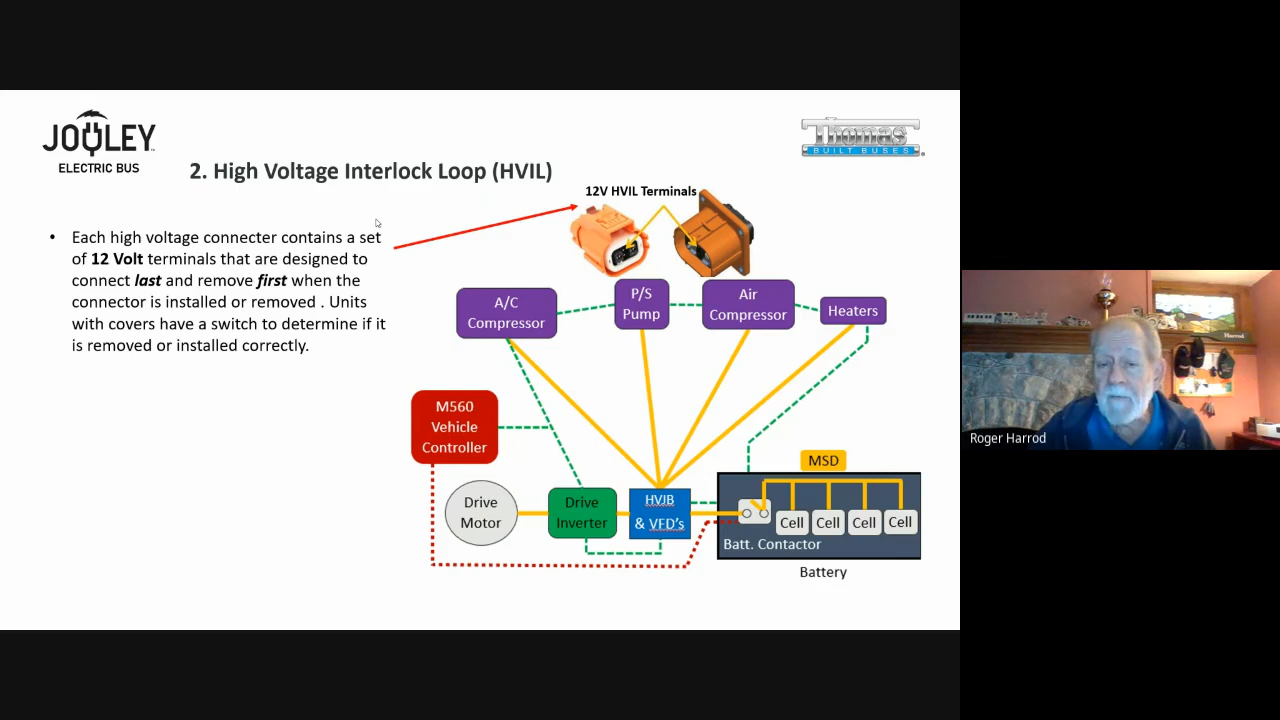 JOULEY
ELECTRIC BUS
Thomas
BUILT BUSES
2. High Voltage Interlock Loop (HVIL)
12V HVIL Terminals
• Each high voltage connecter contains a set
of 12 Volt terminals that are designed to
connect last and remove first when the
connector is installed or removed . Units
with covers have a switch to determine if it
is removed or installed correctly.
A/C
Compressor
P/S
Pump
Air
Compressor
Heaters
M560
Vehicle
Controller
MSD
Drive
Motor
Drive
Inverter
HVJB
& VFD's
Cell
Cell
Cell
Cell
Batt. Contactor
Battery
Harrod
Roger Harrod